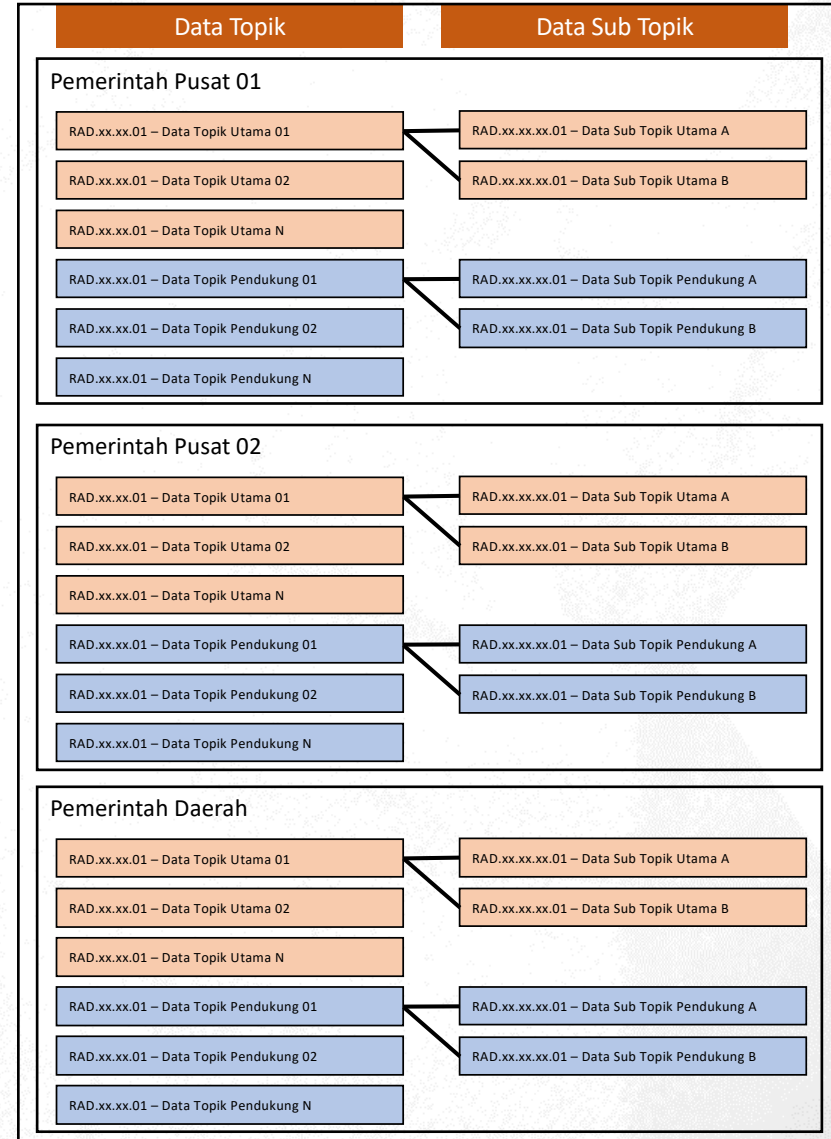 Data Topik
Data Sub Topik
Pemerintah Pusat 01
RAD.xx.xx.01 – Data Topik Utama 01
RAD.xx.xx.xx.01 – Data Sub Topik Utama A
RAD.xx.xx.01 – Data Topik Utama 02
RAD.xx.xx.xx.01 – Data Sub Topik Utama B
RAD.xx.xx.01 – Data Topik Utama N
RAD.xx.xx.01 – Data Topik Pendukung 01
RAD.xx.xx.xx.01 – Data Sub Topik Pendukung A
RAD.xx.xx.01 – Data Topik Pendukung 02
RAD.xx.xx.xx.01 – Data Sub Topik Pendukung B
RAD.xx.xx.01 – Data Topik Pendukung N
Pemerintah Pusat 02
RAD.xx.xx.01 – Data Topik Utama 01
RAD.xx.xx.xx.01 – Data Sub Topik Utama A
RAD.xx.xx.01 – Data Topik Utama 02
RAD.xx.xx.xx.01 – Data Sub Topik Utama B
RAD.xx.xx.01 – Data Topik Utama N
RAD.xx.xx.01 – Data Topik Pendukung 01
RAD.xx.xx.xx.01 – Data Sub Topik Pendukung A
RAD.xx.xx.01 – Data Topik Pendukung 02
RAD.xx.xx.xx.01 – Data Sub Topik Pendukung B
RAD.xx.xx.01 – Data Topik Pendukung N
Pemerintah Daerah
RAD.xx.xx.01 – Data Topik Utama 01
RAD.xx.xx.xx.01 – Data Sub Topik Utama A
RAD.xx.xx.01 – Data Topik Utama 02
RAD.xx.xx.xx.01 – Data Sub Topik Utama B
RAD.xx.xx.01 – Data Topik Utama N
RAD.xx.xx.01 – Data Topik Pendukung 01
RAD.xx.xx.xx.01 – Data Sub Topik Pendukung A
RAD.xx.xx.01 – Data Topik Pendukung 02
RAD.xx.xx.xx.01 – Data Sub Topik Pendukung B
RAD.xx.xx.01 – Data Topik Pendukung N